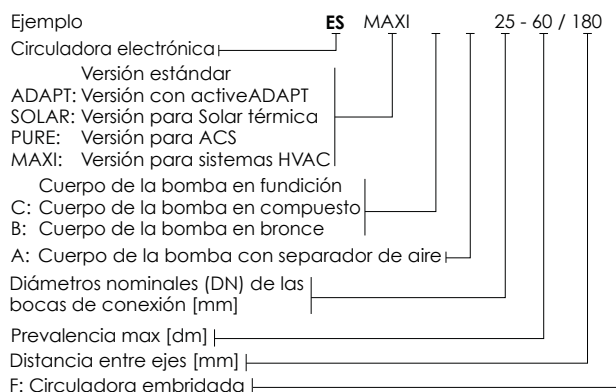 Ejemplo ES MAXI 25 - 60 / 180
Circuladora electrónica
Versión estándar
ADAPT: Versión con activeADAPT
SOLAR: Versión para Solar térmica
PURE: Versión para ACS
MAXI: Versión para sistemas HVAC
Cuerpo de la bomba en fundición
C: Cuerpo de la bomba en compuesto
B: Cuerpo de la bomba en bronce
A: Cuerpo de la bomba con separador de aire
Diámetros nominales (DN) de las
bocas de conexión [mm]
Prevalencia max [dm]
Distancia entre ejes [mm]
F: Circuladora embridada